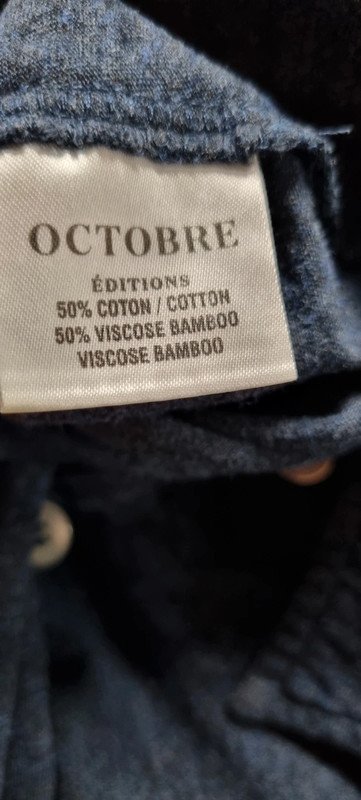 OCTOBRE
ÉDITIONS
50% COTON / COTTON
50% VISCOSE BAMBOO
VISCOSE BAMBOO